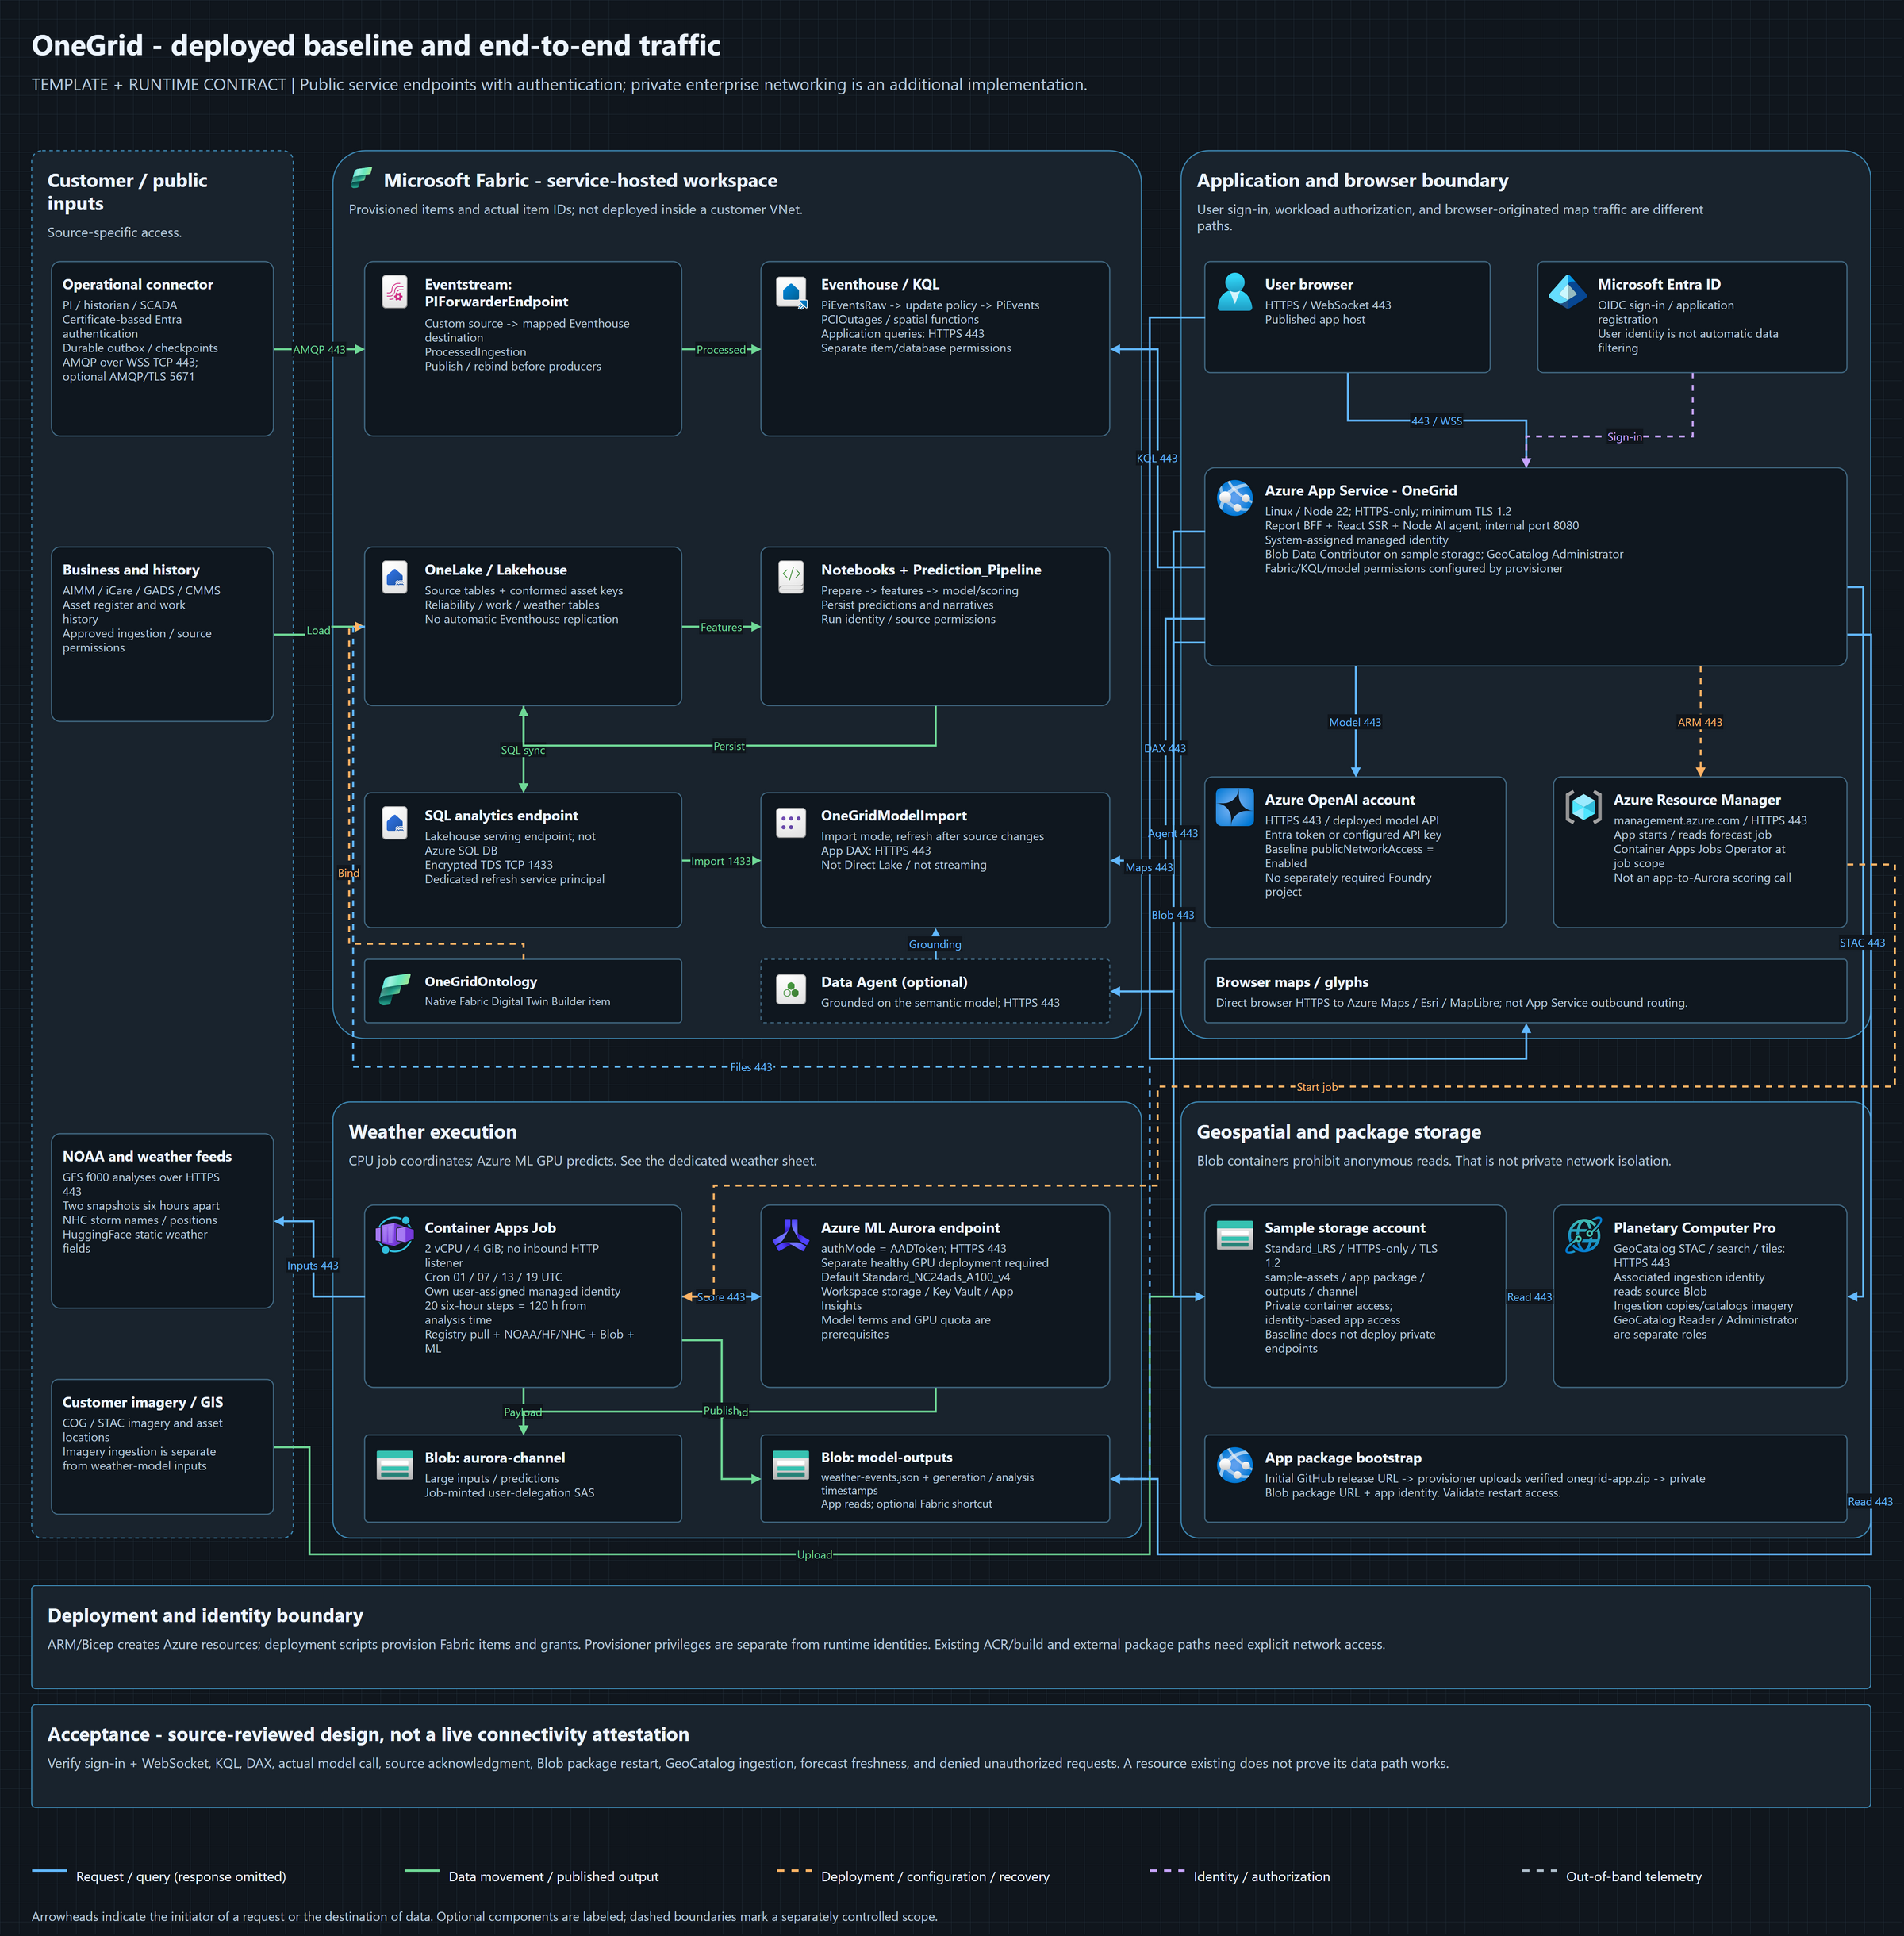 OneGrid - deployed baseline and end-to-end traffic
TEMPLATE + RUNTIME CONTRACT | Public service endpoints with authentication; private enterprise networking is an additional implementation.
Customer / public
inputs
Source-specific access.
Operational connector
PI / historian / SCADA
Certificate-based Entra
authentication
Durable outbox / checkpoints
AMQP over WSS TCP 443;
optional AMQP/TLS 5671
AMQP 443
Business and history
AIMM / iCare / GADS / CMMS
Asset register and work
history
Approved ingestion / source
permissions
Load
NOAA and weather feeds
GFS f000 analyses over HTTPS
443
Two snapshots six hours apart
NHC storm names / positions
HuggingFace static weather
fields
Inputs 443
Customer imagery / GIS
COG / STAC imagery and asset
locations
Imagery ingestion is separate
from weather-model inputs
Microsoft Fabric - service-hosted workspace
Provisioned items and actual item IDs; not deployed inside a customer VNet.
Eventstream:
PIForwarderEndpoint
Custom source -> mapped Eventhouse
destination
ProcessedIngestion
Publish / rebind before producers
Processed
Eventhouse / KQL
PiEventsRaw -> update policy -> PiEvents
PCIOutages / spatial functions
Application queries: HTTPS 443
Separate item/database permissions
KQL 443
OneLake / Lakehouse
Source tables + conformed asset keys
Reliability / work / weather tables
No automatic Eventhouse replication
Features
Notebooks + Prediction_Pipeline
Prepare -> features -> model/scoring
Persist predictions and narratives
Run identity / source permissions
SQL sync
Persist
DAX 443
SQL analytics endpoint
Lakehouse serving endpoint; not
Azure SQL DB
Encrypted TDS TCP 1433
Dedicated refresh service principal
Import 1433
OneGridModelImport
Import mode; refresh after source changes
App DAX: HTTPS 443
Not Direct Lake / not streaming
Agent 443
Maps 443
Bind
Blob 443
Grounding
OneGridOntology
Native Fabric Digital Twin Builder item
Data Agent (optional)
Grounded on the semantic model; HTTPS 443
Files 443
Application and browser boundary
User sign-in, workload authorization, and browser-originated map traffic are different
paths.
User browser
HTTPS / WebSocket 443
Published app host
Microsoft Entra ID
OIDC sign-in / application
registration
User identity is not automatic data
filtering
443 / WSS
Sign-in
Azure App Service - OneGrid
Linux / Node 22; HTTPS-only; minimum TLS 1.2
Report BFF + React SSR + Node AI agent; internal port 8080
System-assigned managed identity
Blob Data Contributor on sample storage; GeoCatalog Administrator
Fabric/KQL/model permissions configured by provisioner
Model 443
ARM 443
Azure OpenAI account
HTTPS 443 / deployed model API
Entra token or configured API key
Baseline publicNetworkAccess =
Enabled
No separately required Foundry
project
Azure Resource Manager
management.azure.com / HTTPS 443
App starts / reads forecast job
Container Apps Jobs Operator at
job scope
Not an app-to-Aurora scoring call
STAC 443
Browser maps / glyphs
Direct browser HTTPS to Azure Maps / Esri / MapLibre; not App Service outbound routing.
Start job
Weather execution
CPU job coordinates; Azure ML GPU predicts. See the dedicated weather sheet.
Container Apps Job
2 vCPU / 4 GiB; no inbound HTTP
listener
Cron 01 / 07 / 13 / 19 UTC
Own user-assigned managed identity
20 six-hour steps = 120 h from
analysis time
Registry pull + NOAA/HF/NHC + Blob +
ML
Score 443
Azure ML Aurora endpoint
authMode = AADToken; HTTPS 443
Separate healthy GPU deployment required
Default Standard_NC24ads_A100_v4
Workspace storage / Key Vault / App
Insights
Model terms and GPU quota are
prerequisites
Payload
Publish
Blob: aurora-channel
Large inputs / predictions
Job-minted user-delegation SAS
Blob: model-outputs
weather-events.json + generation / analysis
timestamps
App reads; optional Fabric shortcut
Upload
Geospatial and package storage
Blob containers prohibit anonymous reads. That is not private network isolation.
Sample storage account
Standard_LRS / HTTPS-only / TLS
1.2
sample-assets / app package /
outputs / channel
Private container access;
identity-based app access
Baseline does not deploy private
endpoints
Read 443
Planetary Computer Pro
GeoCatalog STAC / search / tiles:
HTTPS 443
Associated ingestion identity
reads source Blob
Ingestion copies/catalogs imagery
GeoCatalog Reader / Administrator
are separate roles
App package bootstrap
Initial GitHub release URL -> provisioner uploads verified onegrid-app.zip -> private
Blob package URL + app identity. Validate restart access.
Read 443
Deployment and identity boundary
ARM/Bicep creates Azure resources; deployment scripts provision Fabric items and grants. Provisioner privileges are separate from runtime identities. Existing ACR/build and external package paths need explicit network access.
Acceptance - source-reviewed design, not a live connectivity attestation
Verify sign-in + WebSocket, KQL, DAX, actual model call, source acknowledgment, Blob package restart, GeoCatalog ingestion, forecast freshness, and denied unauthorized requests. A resource existing does not prove its data path works.
Request / query (response omitted)
Data movement / published output
Deployment / configuration / recovery
Identity / authorization
Out-of-band telemetry
Arrowheads indicate the initiator of a request or the destination of data. Optional components are labeled; dashed boundaries mark a separately controlled scope.